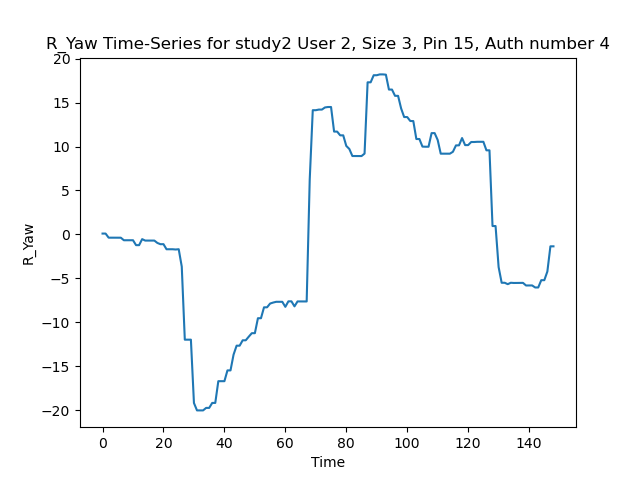 R_Yaw Time-Series for study2 User 2, Size 3, Pin 15, Auth number 4
20
15
10
5
0
−5
−10
−15
−20
R_Yaw
0 20 40 60 80 100 120 140
Time